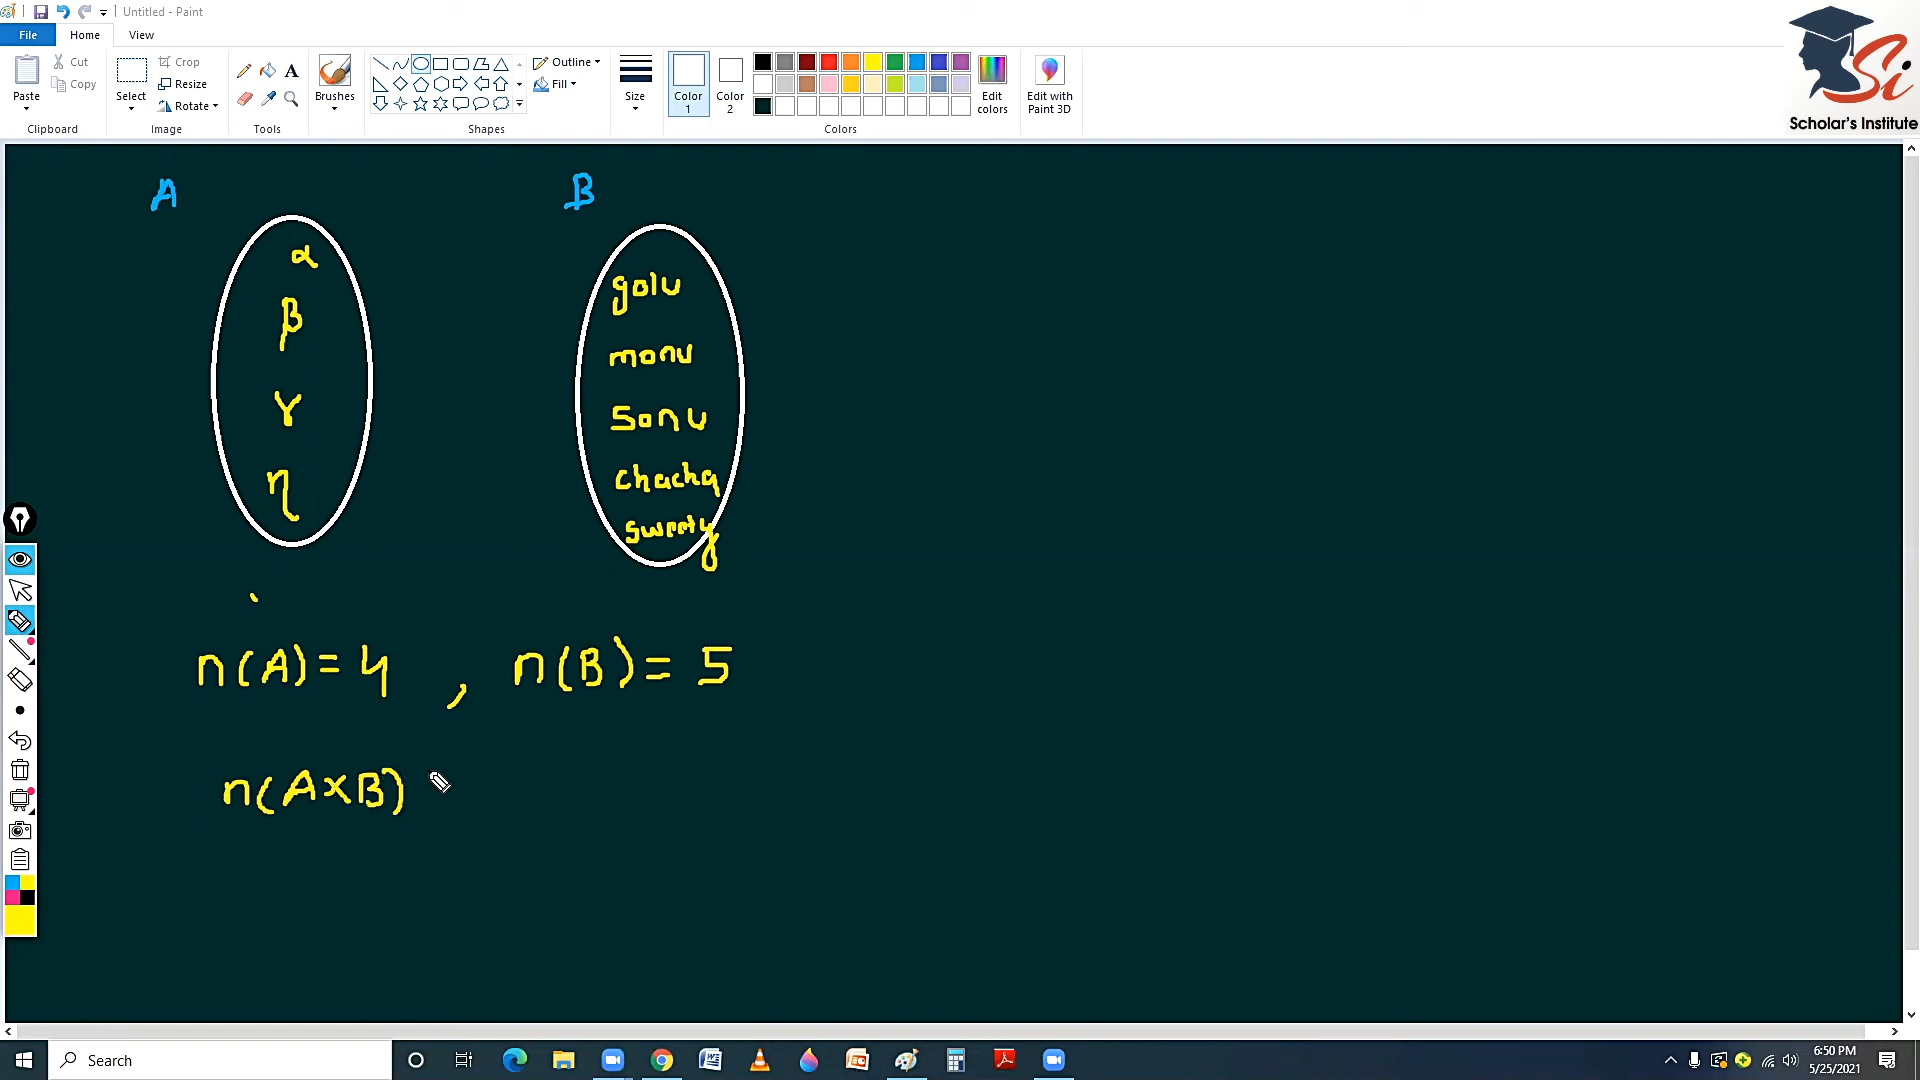 Untitled - Paint
File Home View
Paste
Cut
Copy
Clipboard
Select
Crop
Resize
Rotate
Image
Tools
Brushes
Shapes
Outline
Fill
Size
Color 1
Color 2
Edit colors
Colors
Edit with Paint 3D
Si
Scholar's Institute
A
B
α
β
γ
η
golu
monu
sonu
chacha
sweety
n(A)=4 , n(B)= 5
n(A×B)
Search
6:50 PM
5/25/2021